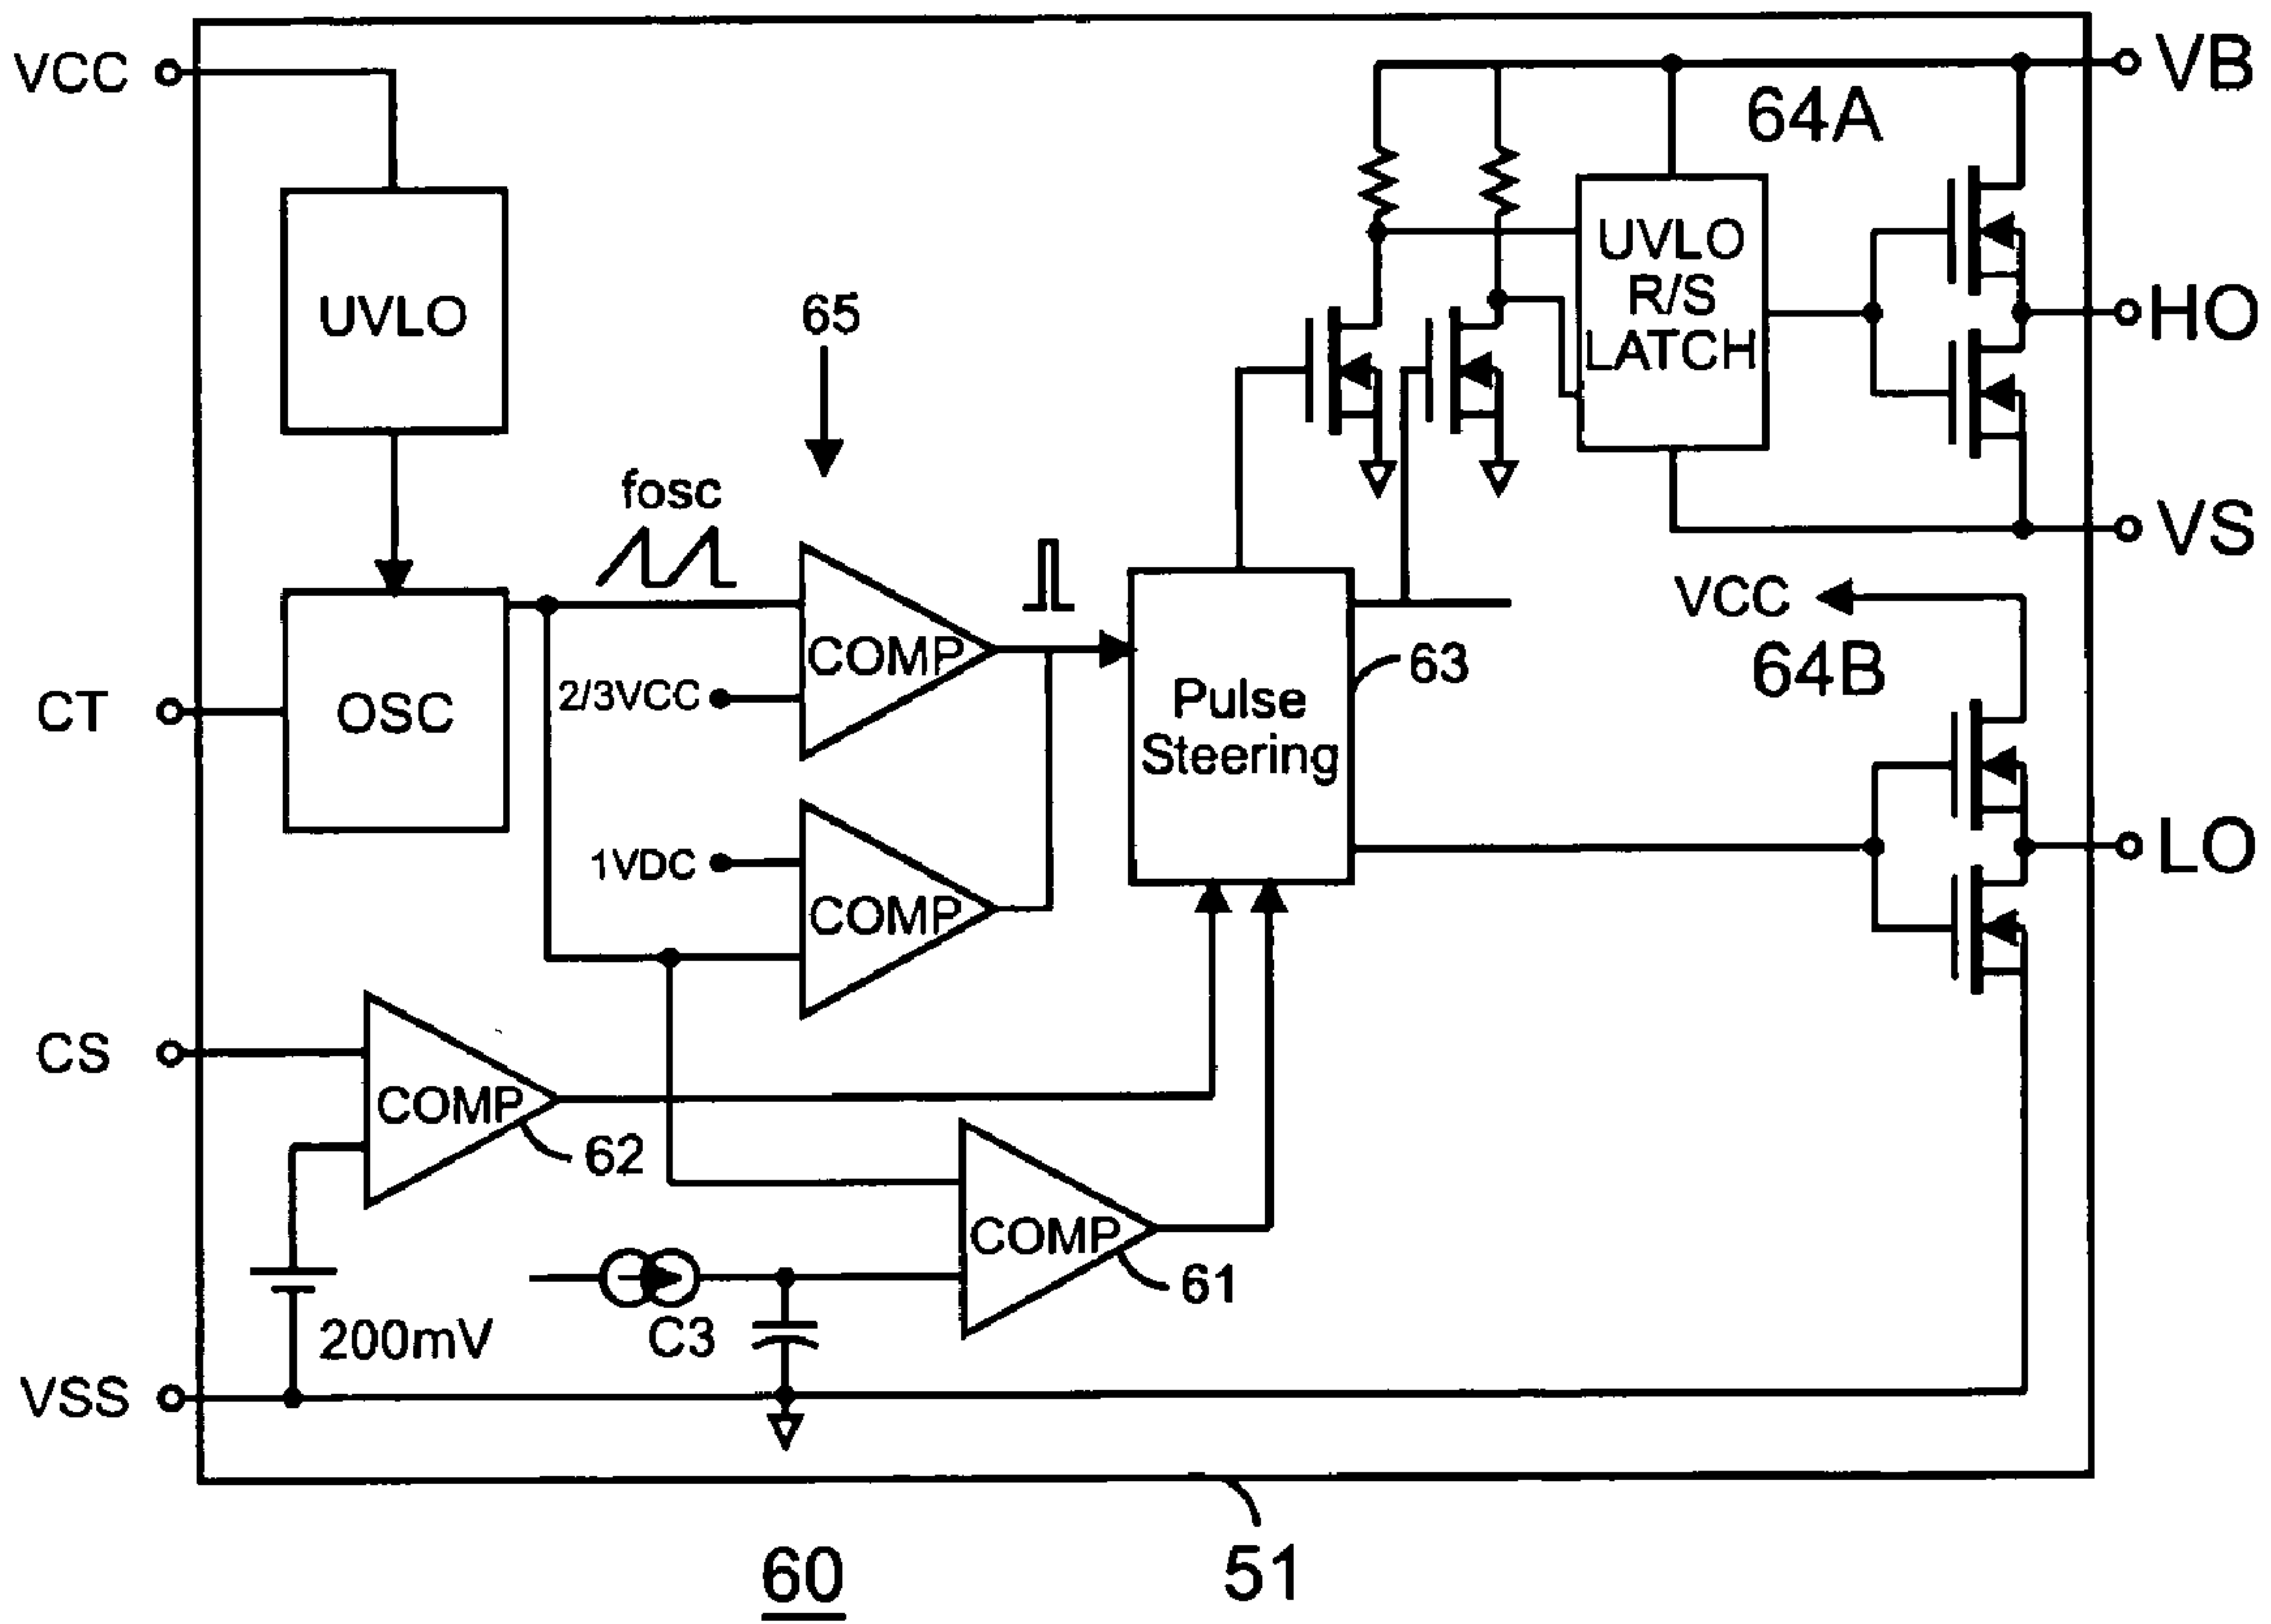 VCC
VB
64A
UVLO
R/S
LATCH
UVLO
65
HO
fosc
VS
VCC
COMP
63
64B
2/3VCC
CT
OSC
Pulse
Steering
1VDC
COMP
LO
CS
COMP
62
COMP
61
200mV
C3
VSS
60
51